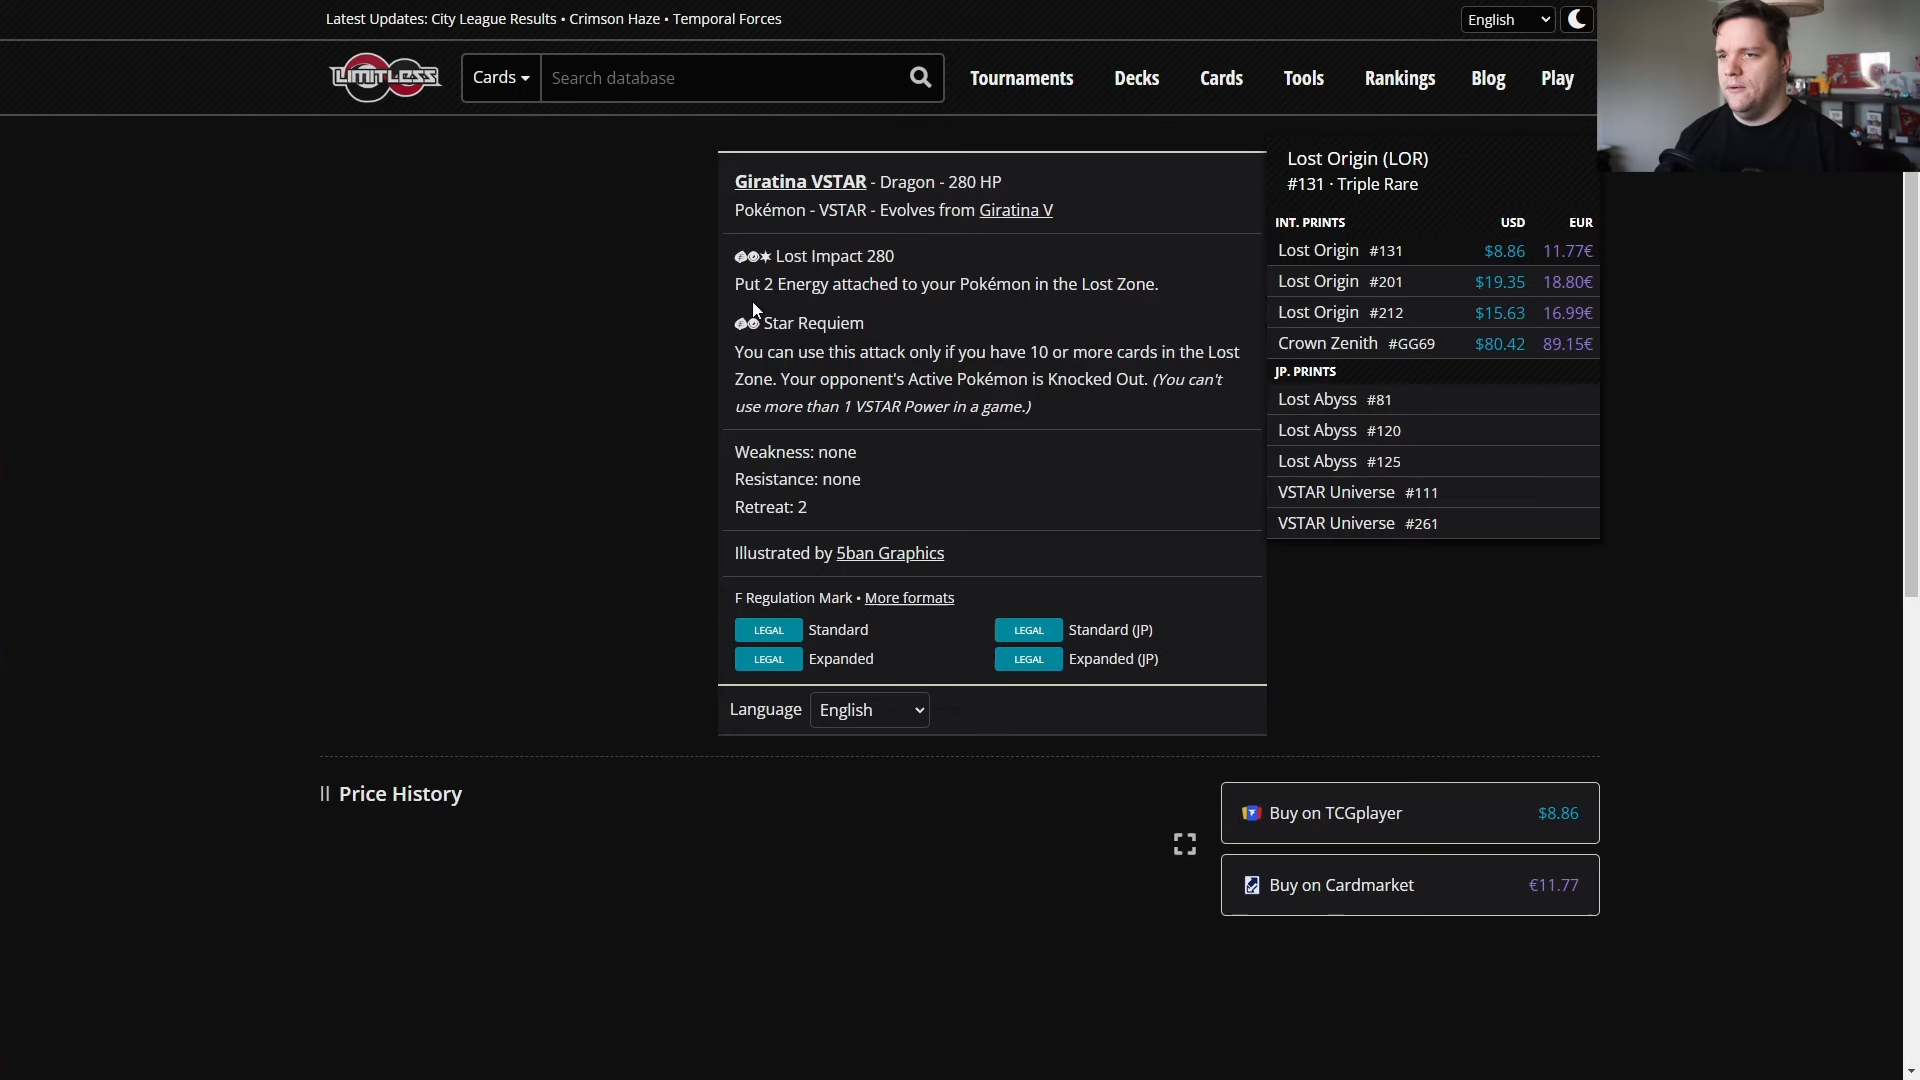 Latest Updates: City League Results • Crimson Haze • Temporal Forces
English
LIMITLESS
Cards
Search database
Tournaments
Decks
Cards
Tools
Rankings
Blog
Play
Giratina VSTAR - Dragon - 280 HP
Pokémon - VSTAR - Evolves from Giratina V
Lost Impact 280
Put 2 Energy attached to your Pokémon in the Lost Zone.
Star Requiem
You can use this attack only if you have 10 or more cards in the Lost
Zone. Your opponent's Active Pokémon is Knocked Out. (You can't
use more than 1 VSTAR Power in a game.)
Weakness: none
Resistance: none
Retreat: 2
Illustrated by 5ban Graphics
F Regulation Mark • More formats
LEGAL Standard LEGAL Standard (JP)
LEGAL Expanded LEGAL Expanded (JP)
Language English
Lost Origin (LOR)
#131 · Triple Rare
INT. PRINTS USD EUR
Lost Origin #131 $8.86 11.77€
Lost Origin #201 $19.35 18.80€
Lost Origin #212 $15.63 16.99€
Crown Zenith #GG69 $80.42 89.15€
JP. PRINTS
Lost Abyss #81
Lost Abyss #120
Lost Abyss #125
VSTAR Universe #111
VSTAR Universe #261
Price History
Buy on TCGplayer $8.86
Buy on Cardmarket €11.77